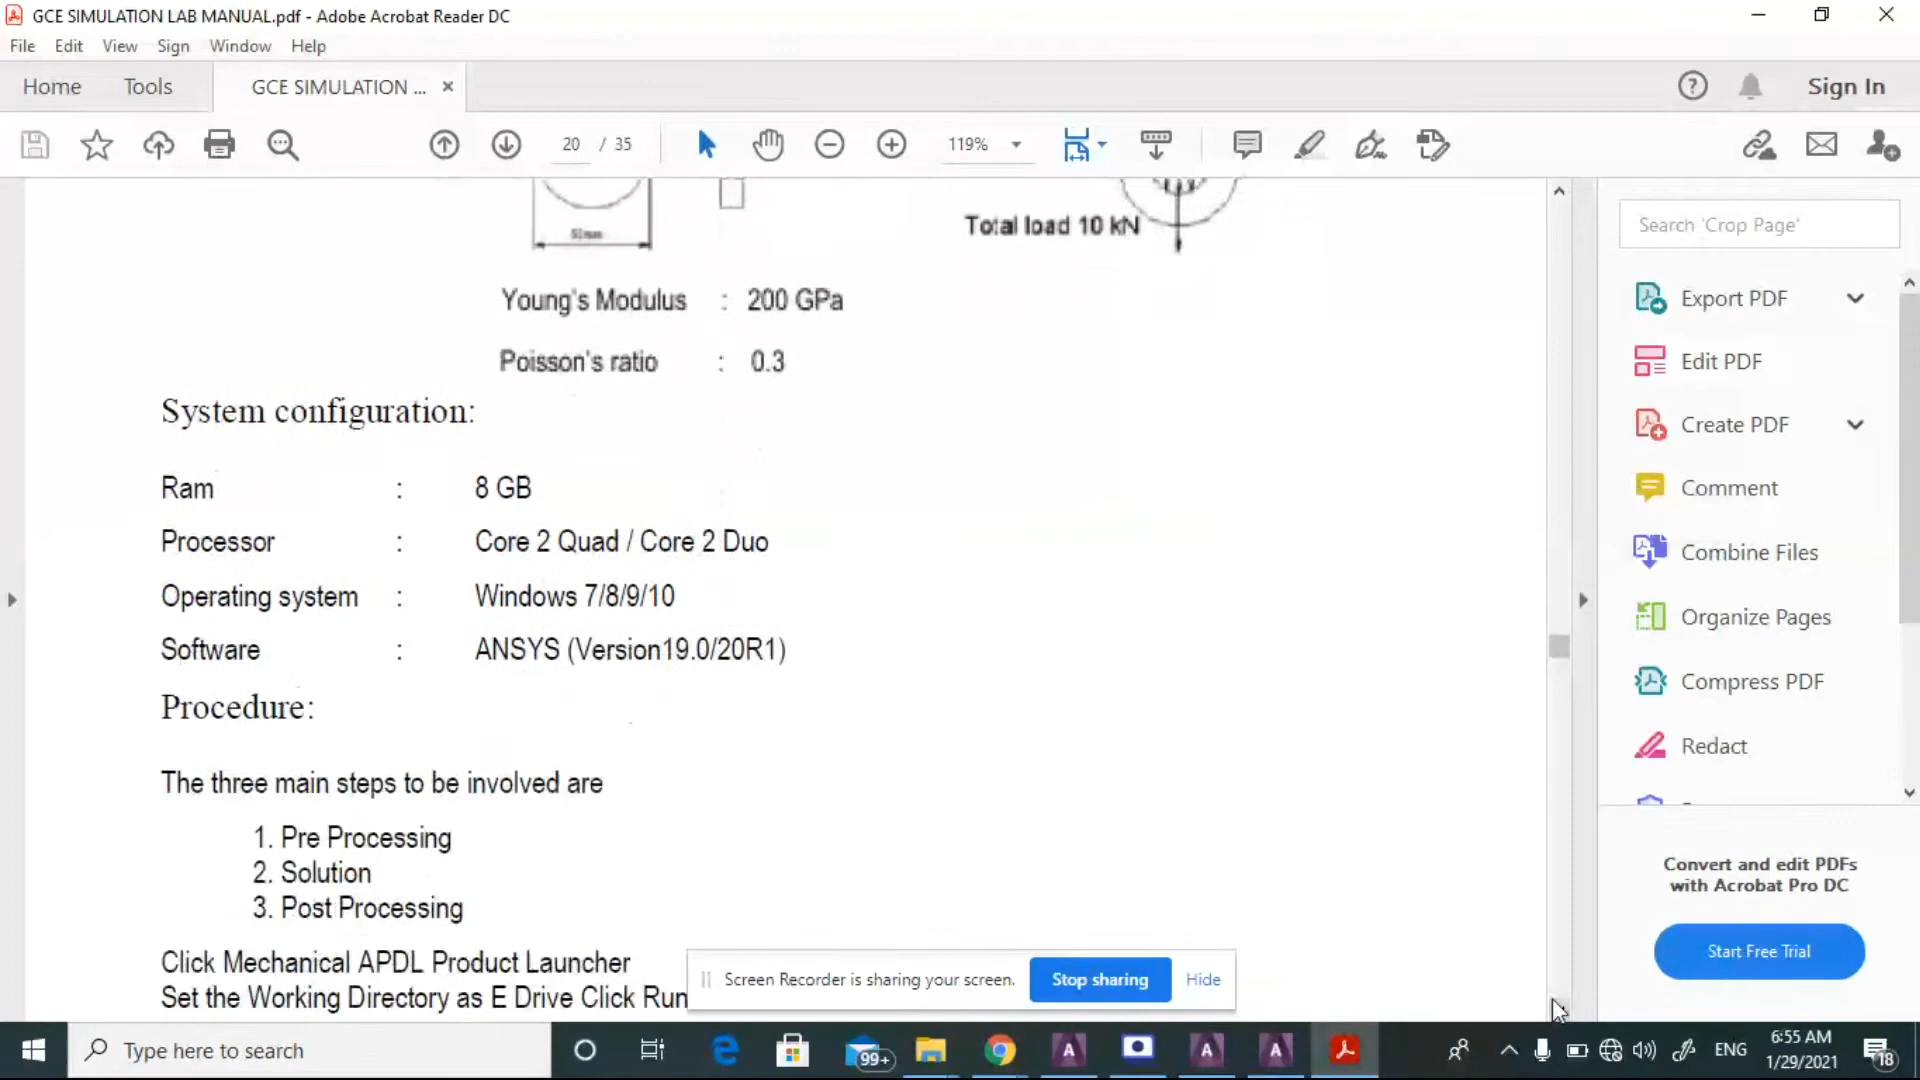 GCE SIMULATION LAB MANUAL.pdf - Adobe Acrobat Reader DC
File Edit View Sign Window Help
Home Tools GCE SIMULATION ... × Sign In
20 / 35 119%
Total load 10 kN
Young's Modulus : 200 GPa
Poisson's ratio : 0.3
System configuration:
Ram : 8 GB
Processor : Core 2 Quad / Core 2 Duo
Operating system : Windows 7/8/9/10
Software : ANSYS (Version19.0/20R1)
Procedure:
The three main steps to be involved are
1. Pre Processing
2. Solution
3. Post Processing
Click Mechanical APDL Product Launcher
Set the Working Directory as E Drive Click Run
Search 'Crop Page'
Export PDF
Edit PDF
Create PDF
Comment
Combine Files
Organize Pages
Compress PDF
Redact
Convert and edit PDFs
with Acrobat Pro DC
Start Free Trial
Screen Recorder is sharing your screen. Stop sharing Hide
Type here to search
99+
ENG
6:55 AM
1/29/2021
18